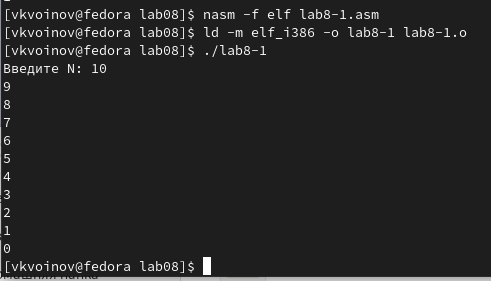 [vkvoinov@fedora lab08]$ nasm -f elf lab8-1.asm
[vkvoinov@fedora lab08]$ ld -m elf_i386 -o lab8-1 lab8-1.o
[vkvoinov@fedora lab08]$ ./lab8-1
Введите N: 10
9
8
7
6
5
4
3
2
1
0
[vkvoinov@fedora lab08]$